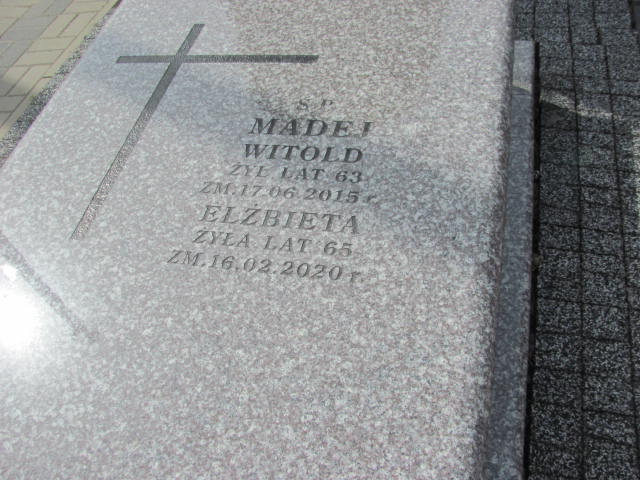 Ś.P.
MADEJ
WITOLD
ŻYŁ LAT 63
ZM.17.06.2015 r.
ELŻBIETA
ŻYŁA LAT 65
ZM.16.02.2020 r.